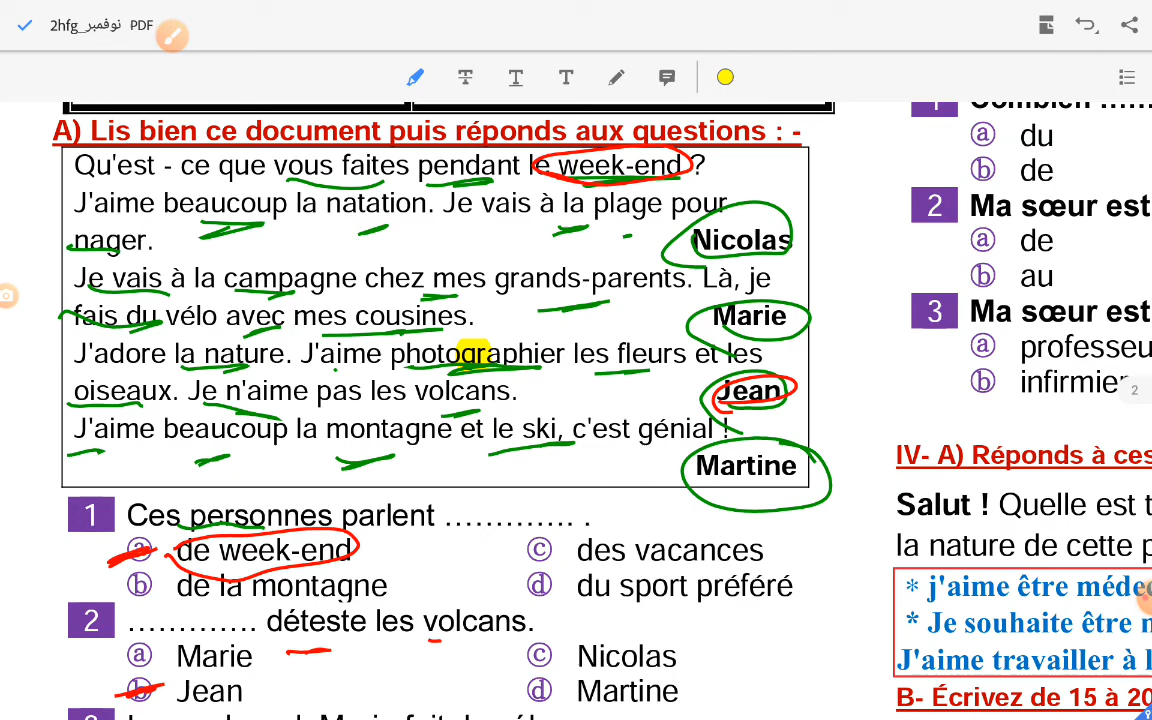 2hfg_نوفمبر PDF
A) Lis bien ce document puis réponds aux questions : -
Qu'est - ce que vous faites pendant le week-end ?
J'aime beaucoup la natation. Je vais à la plage pour
nager. Nicolas
Je vais à la campagne chez mes grands-parents. Là, je
fais du vélo avec mes cousines. Marie
J'adore la nature. J'aime photographier les fleurs et les
oiseaux. Je n'aime pas les volcans. Jean
J'aime beaucoup la montagne et le ski, c'est génial !
Martine
1 Ces personnes parlent ............. .
a de week-end c des vacances
b de la montagne d du sport préféré
2 ............. déteste les volcans.
a Marie c Nicolas
b Jean d Martine
1 Combien ......
a du
b de
2 Ma sœur est
a de
b au
3 Ma sœur est
a professeu
b infirmier
2
IV- A) Réponds à ces
Salut ! Quelle est t
la nature de cette p
* j'aime être méde
* Je souhaite être
J'aime travailler à l
B- Écrivez de 15 à 20